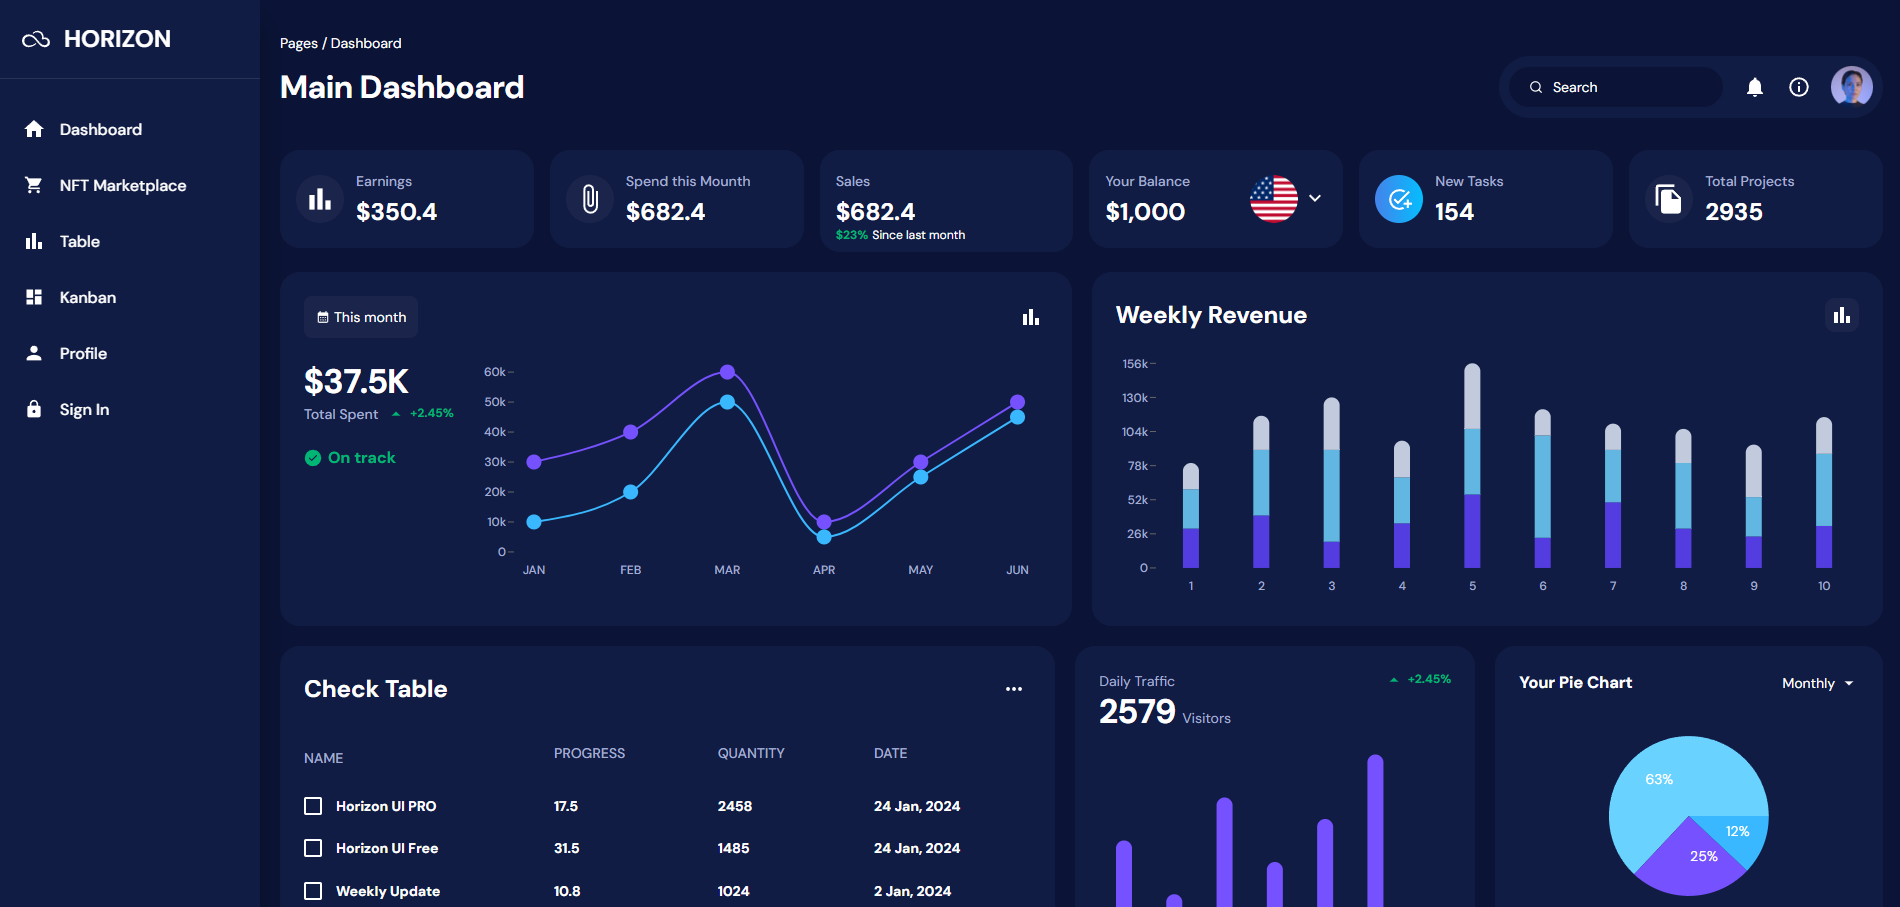 HORIZON
Dashboard
NFT Marketplace
Table
Kanban
Profile
Sign In
Pages / Dashboard
Main Dashboard
Search
Earnings
$350.4
Spend this Mounth
$682.4
Sales
$682.4
$23% Since last month
Your Balance
$1,000
New Tasks
154
Total Projects
2935
This month
$37.5K
Total Spent +2.45%
On track
60k
50k
40k
30k
20k
10k
0
JAN FEB MAR APR MAY JUN
Weekly Revenue
156k
130k
104k
78k
52k
26k
0
1 2 3 4 5 6 7 8 9 10
Check Table
NAME PROGRESS QUANTITY DATE
Horizon UI PRO 17.5 2458 24 Jan, 2024
Horizon UI Free 31.5 1485 24 Jan, 2024
Weekly Update 10.8 1024 2 Jan, 2024
Daily Traffic +2.45%
2579 Visitors
Your Pie Chart Monthly
63%
12%
25%